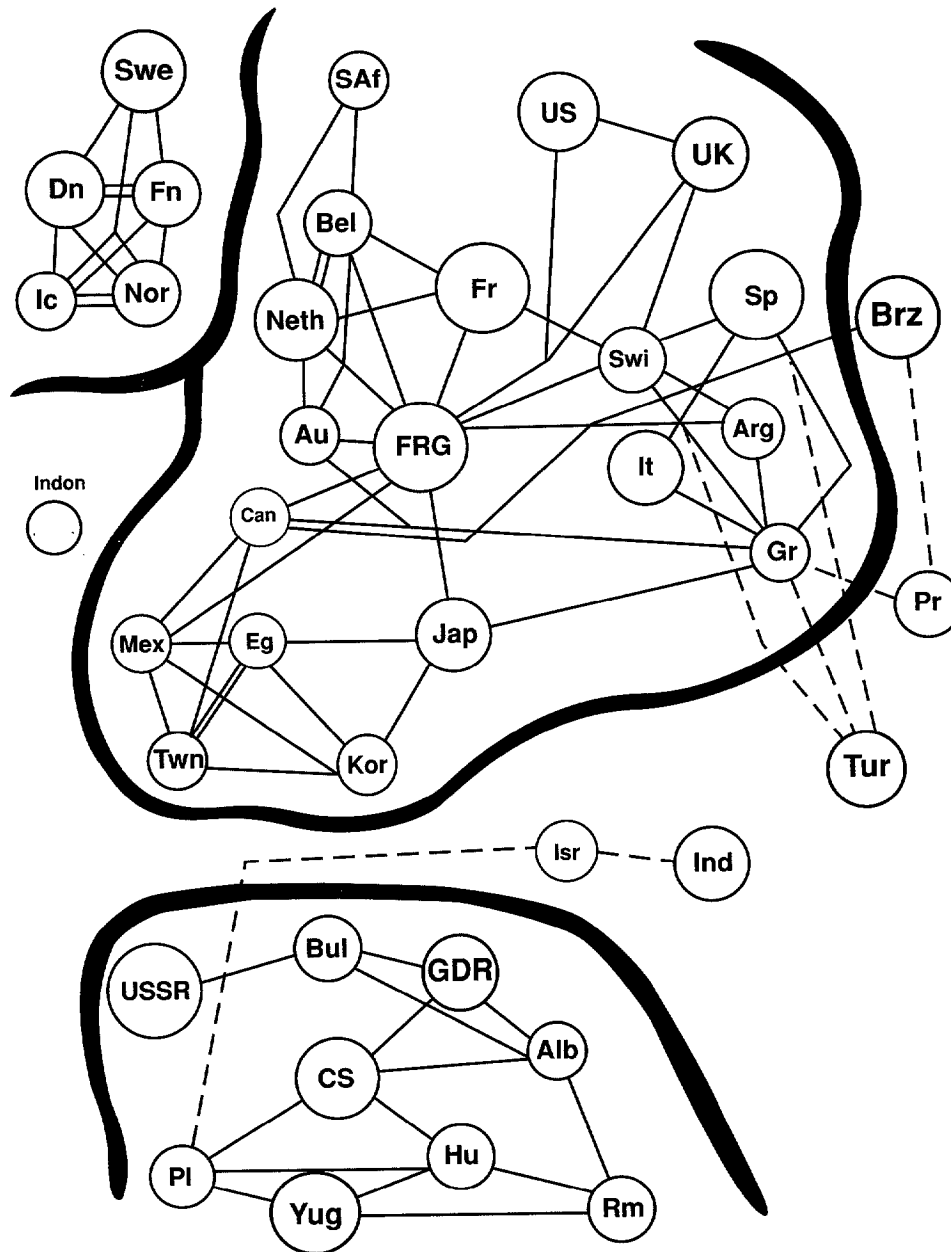 Swe
SAf
US
UK
Dn
Fn
Bel
Ic
Nor
Neth
Fr
Sp
Brz
Swi
Au
FRG
Arg
It
Indon
Can
Gr
Pr
Mex
Eg
Jap
Twn
Kor
Tur
Isr
Ind
USSR
Bul
GDR
CS
Alb
Pl
Hu
Yug
Rm